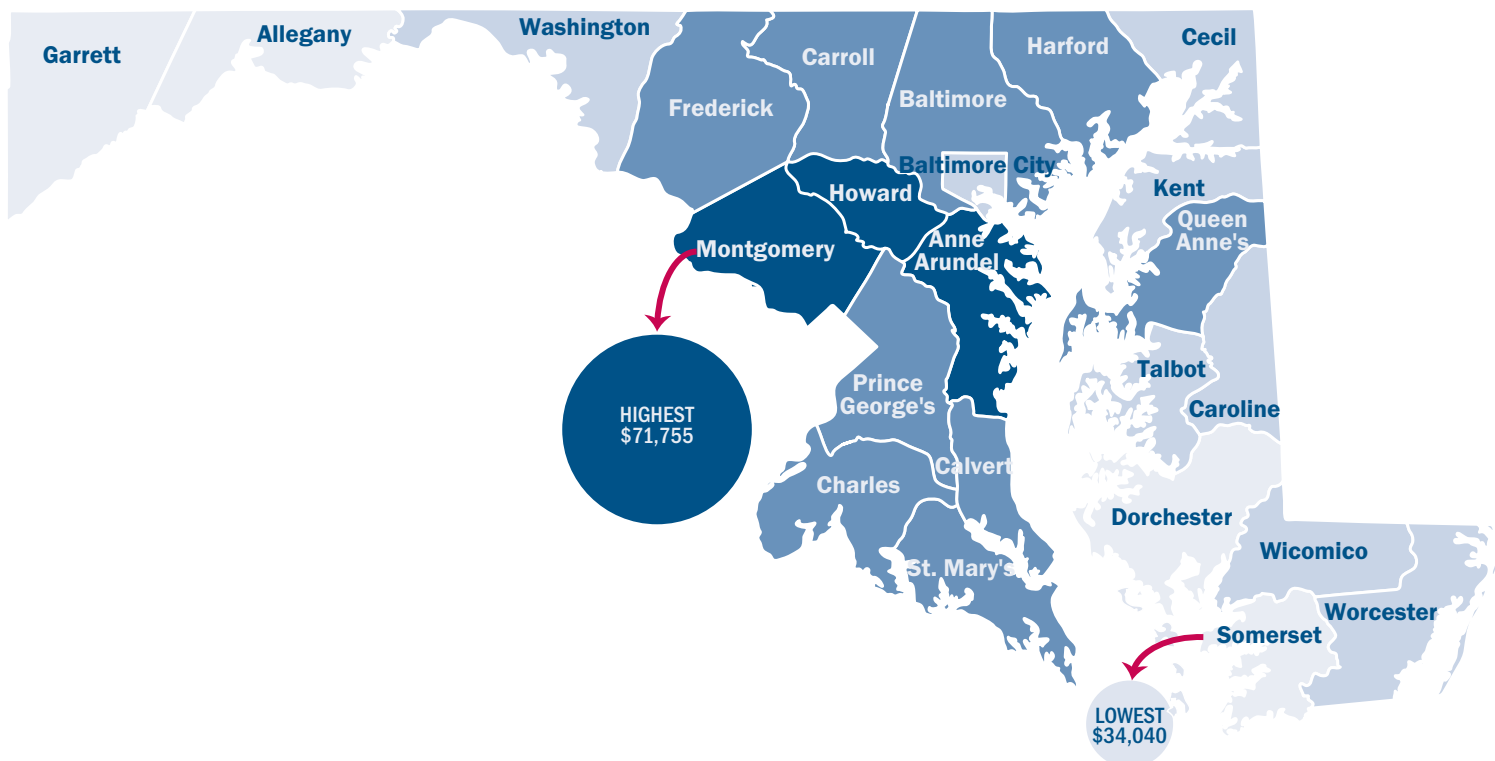 Garrett
Allegany
Washington
Frederick
Carroll
Baltimore
Harford
Cecil
Baltimore City
Howard
Montgomery
Anne
Arundel
Kent
Queen
Anne's
Talbot
Caroline
Prince
George's
Calvert
Charles
St. Mary's
Dorchester
Wicomico
Worcester
Somerset
HIGHEST
$71,755
LOWEST
$34,040